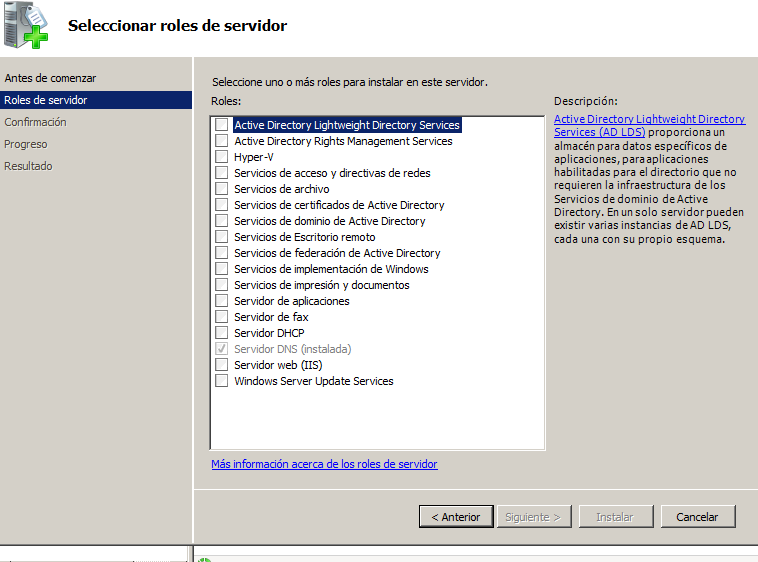 Seleccionar roles de servidor
Antes de comenzar
Roles de servidor
Confirmación
Progreso
Resultado
Seleccione uno o más roles para instalar en este servidor.
Roles:
Active Directory Lightweight Directory Services
Active Directory Rights Management Services
Hyper-V
Servicios de acceso y directivas de redes
Servicios de archivo
Servicios de certificados de Active Directory
Servicios de dominio de Active Directory
Servicios de Escritorio remoto
Servicios de federación de Active Directory
Servicios de implementación de Windows
Servicios de impresión y documentos
Servidor de aplicaciones
Servidor de fax
Servidor DHCP
Servidor DNS (instalada)
Servidor web (IIS)
Windows Server Update Services
Más información acerca de los roles de servidor
Descripción:
Active Directory Lightweight Directory
Services (AD LDS) proporciona un
almacén para datos específicos de
aplicaciones, para aplicaciones
habilitadas para el directorio que no
requieren la infraestructura de los
Servicios de dominio de Active
Directory. En un solo servidor pueden
existir varias instancias de AD LDS,
cada una con su propio esquema.
< Anterior
Siguiente >
Instalar
Cancelar